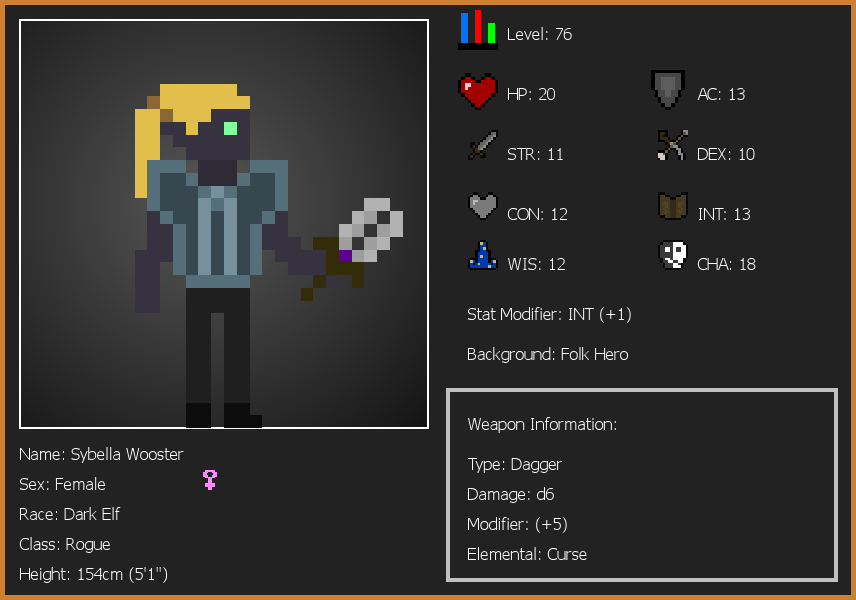 Level: 76
HP: 20
AC: 13
STR: 11
DEX: 10
CON: 12
INT: 13
WIS: 12
CHA: 18
Stat Modifier: INT (+1)
Background: Folk Hero
Weapon Information:
Type: Dagger
Damage: d6
Modifier: (+5)
Elemental: Curse
Name: Sybella Wooster
Sex: Female
Race: Dark Elf
Class: Rogue
Height: 154cm (5'1")